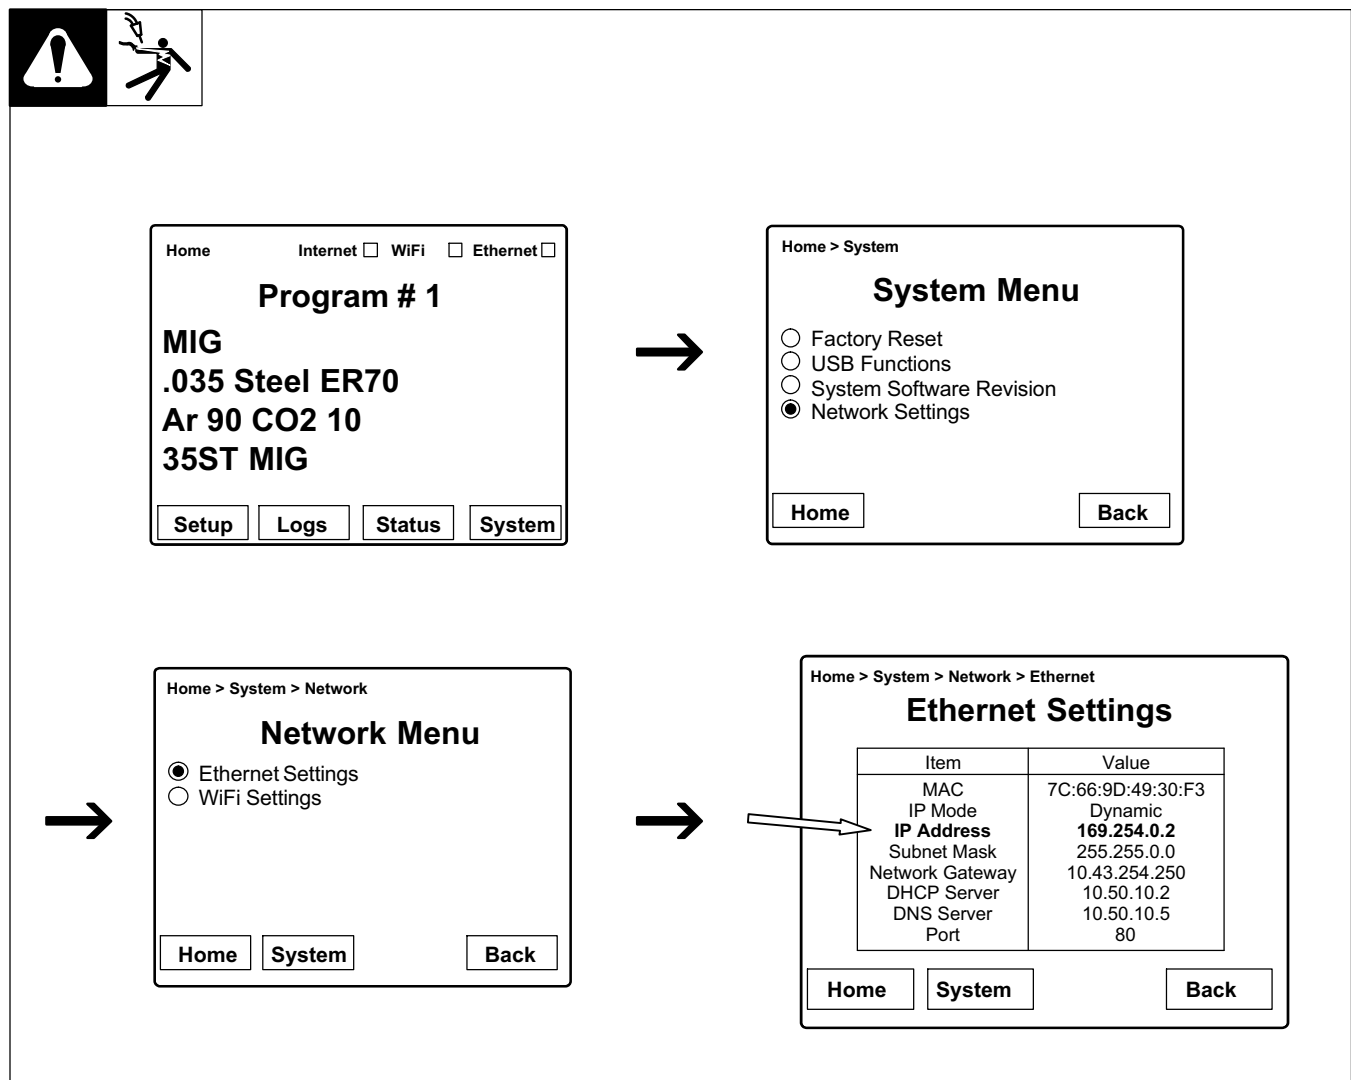 Home Internet WiFi Ethernet
Program # 1
MIG
.035 Steel ER70
Ar 90 CO2 10
35ST MIG
Setup Logs Status System
Home > System
System Menu
Factory Reset
USB Functions
System Software Revision
Network Settings
Home Back
Home > System > Network
Network Menu
Ethernet Settings
WiFi Settings
Home System Back
Home > System > Network > Ethernet
Ethernet Settings
Item Value
MAC 7C:66:9D:49:30:F3
IP Mode Dynamic
IP Address 169.254.0.2
Subnet Mask 255.255.0.0
Network Gateway 10.43.254.250
DHCP Server 10.50.10.2
DNS Server 10.50.10.5
Port 80
Home System Back